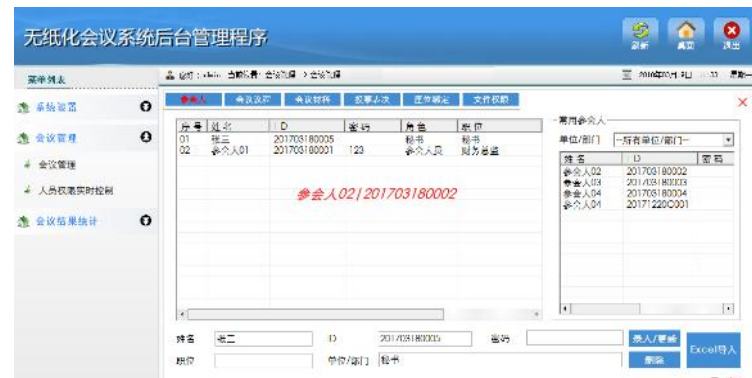 无纸化会议系统后台管理程序
刷新 首页 退出
菜单列表
系统设置
会议管理
会议管理
人员权限实时控制
会议结果统计
参会人 会议议程 会议材料 叙事表决 座位绑定 文件权限
序号 姓名 ID 密码 角色 职位
01 张三 201703180005 秘书 秘书
02 参会人01 201703180001 123 参会人员 财务总监
参会人02|201703180002
常用参会人
单位/部门 --所有单位/部门--
姓名 ID 密码
参会人02 201703180002
参会人03 201703180003
参会人04 201703180004
参会人04 201712200001
姓名 张三 ID 201703180005 密码 录入/更新
Excel导入
职位 单位/部门 秘书 删除